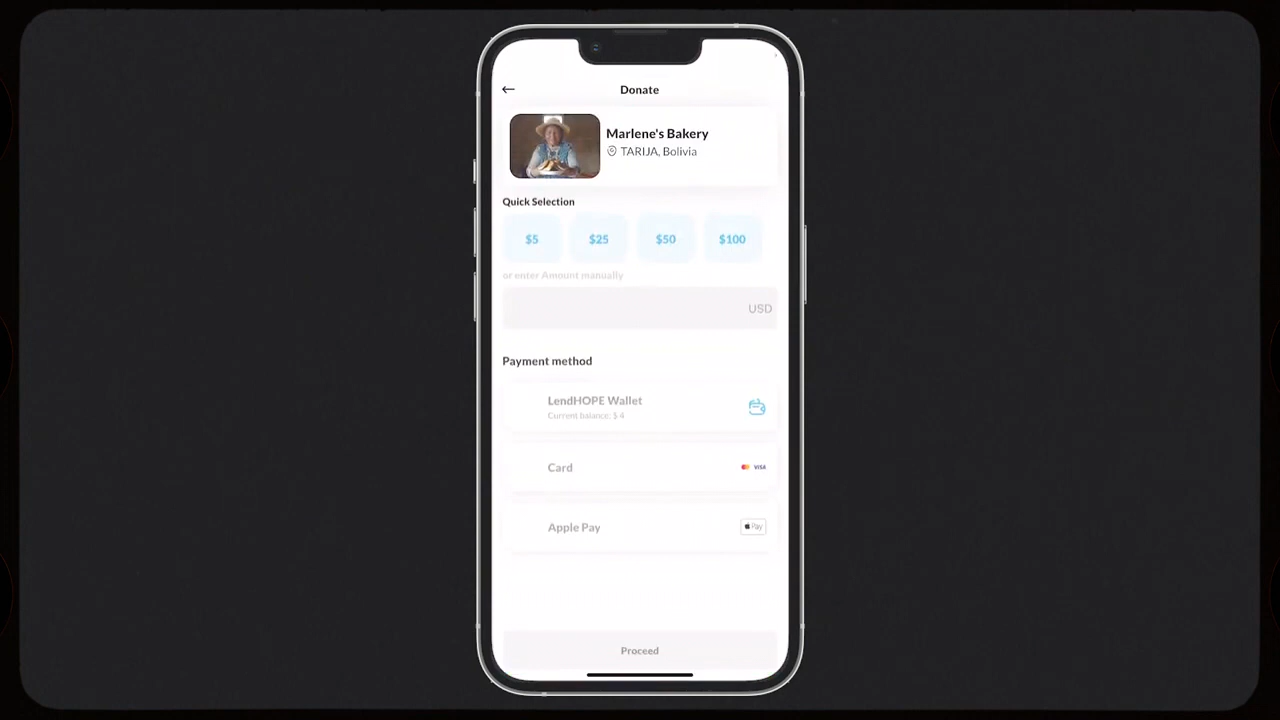 Donate
Marlene's Bakery
TARIJA, Bolivia
Quick Selection
$5 $25 $50 $100
or enter Amount manually
USD
Payment method
LendHOPE Wallet
Current balance: $ 4
Card
VISA
Apple Pay
Pay
Proceed